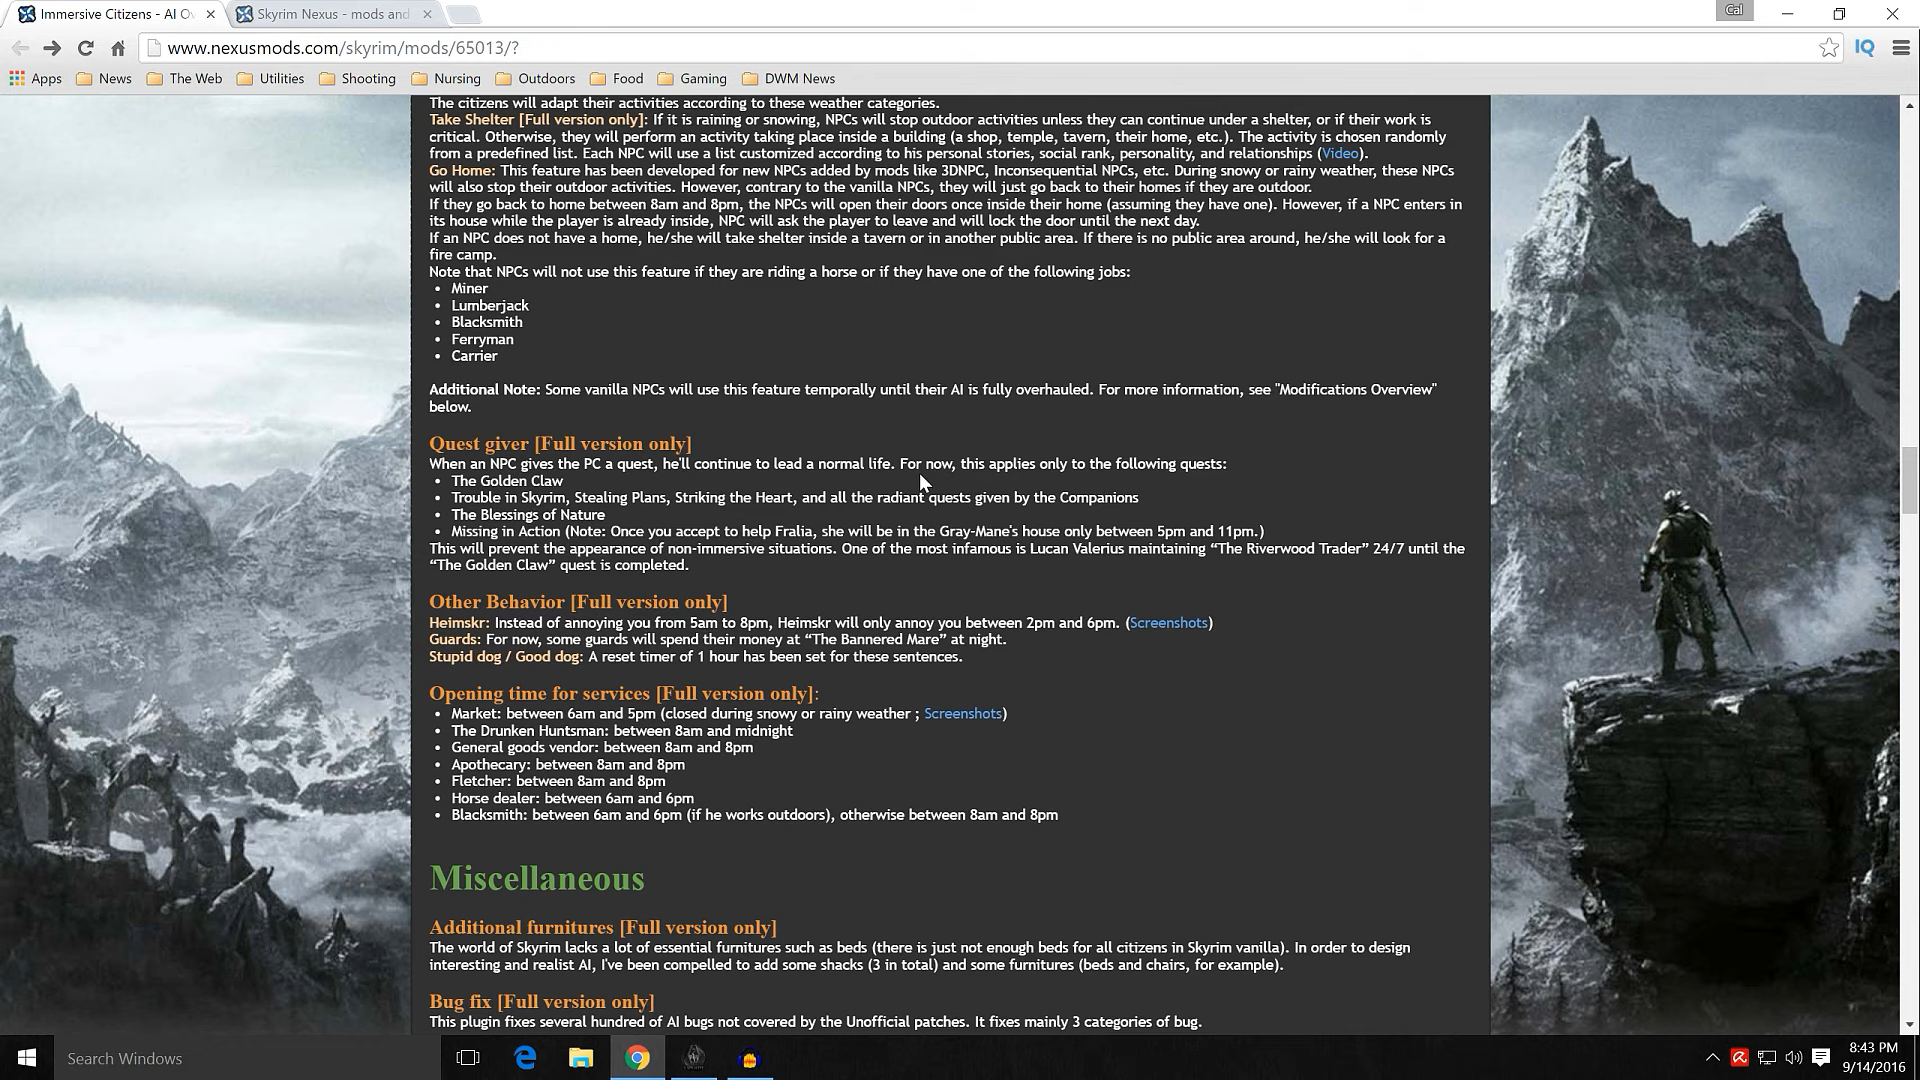 Immersive Citizens - AI O
Skyrim Nexus - mods and
Cal
www.nexusmods.com/skyrim/mods/65013/?
IQ
Apps
News
The Web
Utilities
Shooting
Nursing
Outdoors
Food
Gaming
DWM News
The citizens will adapt their activities according to these weather categories.
Take Shelter [Full version only]: If it is raining or snowing, NPCs will stop outdoor activities unless they can continue under a shelter, or if their work is
critical. Otherwise, they will perform an activity taking place inside a building (a shop, temple, tavern, their home, etc.). The activity is chosen randomly
from a predefined list. Each NPC will use a list customized according to his personal stories, social rank, personality, and relationships (Video).
Go Home: This feature has been developed for new NPCs added by mods like 3DNPC, Inconsequential NPCs, etc. During snowy or rainy weather, these NPCs
will also stop their outdoor activities. However, contrary to the vanilla NPCs, they will just go back to their homes if they are outdoor.
If they go back to home between 8am and 8pm, the NPCs will open their doors once inside their home (assuming they have one). However, if a NPC enters in
its house while the player is already inside, NPC will ask the player to leave and will lock the door until the next day.
If an NPC does not have a home, he/she will take shelter inside a tavern or in another public area. If there is no public area around, he/she will look for a
fire camp.
Note that NPCs will not use this feature if they are riding a horse or if they have one of the following jobs:
• Miner
• Lumberjack
• Blacksmith
• Ferryman
• Carrier
Additional Note: Some vanilla NPCs will use this feature temporally until their AI is fully overhauled. For more information, see "Modifications Overview"
below.
Quest giver [Full version only]
When an NPC gives the PC a quest, he'll continue to lead a normal life. For now, this applies only to the following quests:
• The Golden Claw
• Trouble in Skyrim, Stealing Plans, Striking the Heart, and all the radiant quests given by the Companions
• The Blessings of Nature
• Missing in Action (Note: Once you accept to help Fralia, she will be in the Gray-Mane's house only between 5pm and 11pm.)
This will prevent the appearance of non-immersive situations. One of the most infamous is Lucan Valerius maintaining “The Riverwood Trader” 24/7 until the
“The Golden Claw” quest is completed.
Other Behavior [Full version only]
Heimskr: Instead of annoying you from 5am to 8pm, Heimskr will only annoy you between 2pm and 6pm. (Screenshots)
Guards: For now, some guards will spend their money at “The Bannered Mare” at night.
Stupid dog / Good dog: A reset timer of 1 hour has been set for these sentences.
Opening time for services [Full version only]:
• Market: between 6am and 5pm (closed during snowy or rainy weather ; Screenshots)
• The Drunken Huntsman: between 8am and midnight
• General goods vendor: between 8am and 8pm
• Apothecary: between 8am and 8pm
• Fletcher: between 8am and 8pm
• Horse dealer: between 6am and 6pm
• Blacksmith: between 6am and 6pm (if he works outdoors), otherwise between 8am and 8pm
Miscellaneous
Additional furnitures [Full version only]
The world of Skyrim lacks a lot of essential furnitures such as beds (there is just not enough beds for all citizens in Skyrim vanilla). In order to design
interesting and realist AI, I've been compelled to add some shacks (3 in total) and some furnitures (beds and chairs, for example).
Bug fix [Full version only]
This plugin fixes several hundred of AI bugs not covered by the Unofficial patches. It fixes mainly 3 categories of bug.
Search Windows
8:43 PM
9/14/2016